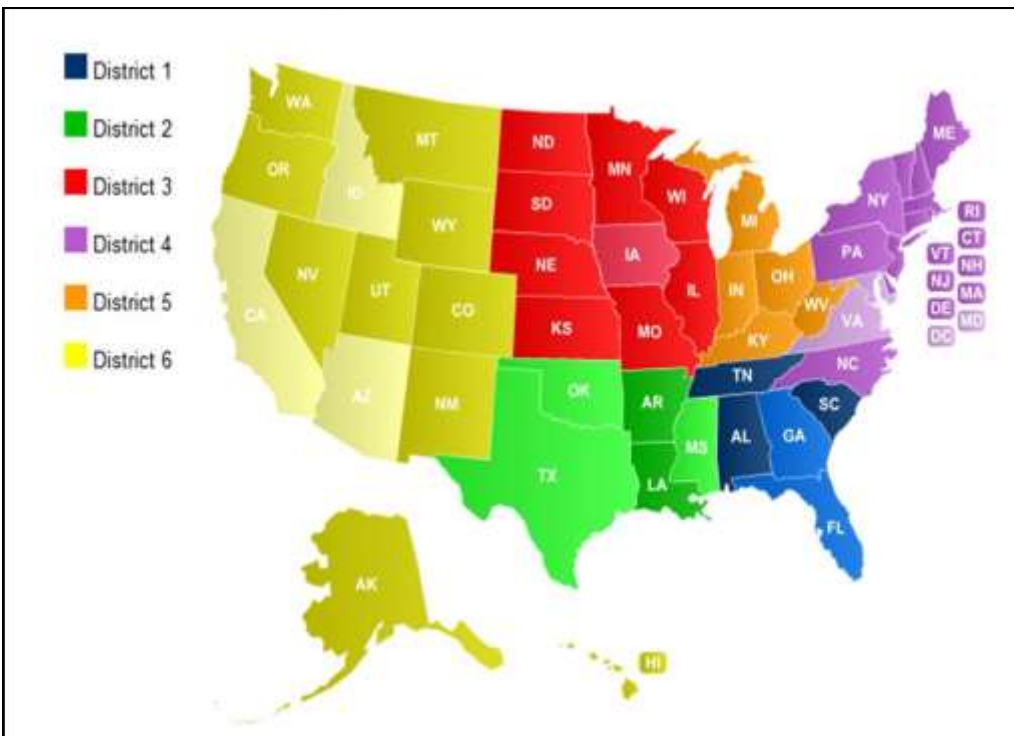 District 1
District 2
District 3
District 4
District 5
District 6
WA
OR
CA
ID
NV
AZ
MT
WY
UT
CO
NM
ND
SD
NE
KS
OK
TX
MN
IA
MO
AR
LA
WI
IL
MS
MI
IN
OH
KY
TN
AL
GA
FL
SC
NC
VA
WV
PA
NY
ME
RI
CT
VT
NH
NJ
MA
DE
MD
DC
AK
HI